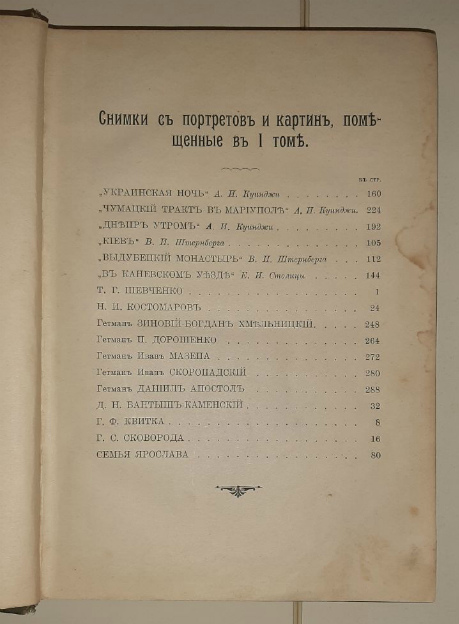 Снимки съ портретовъ и картинъ, помѣ-
щенные въ I томѣ.
въ стр.
„УКРАИНСКАЯ НОЧЬ“ А. И. Куинджи . . . . . . . . 160
„ЧУМАЦКІЙ ТРАКТЪ ВЪ МАРІУПОЛѢ“ А. И. Куинджи. 224
„ДНѢПРЪ УТРОМЪ“ А. И. Куинджи . . . . . . . . 192
„КІЕВЪ“ В. И. Штернберга . . . . . . . . . . . 105
„ВЫДУБЕЦКІЙ МОНАСТЫРЬ“ В. И. Штернберга . . . 112
„ВЪ КАНЕВСКОМЪ УѢЗДѢ“ К. И. Столицы . . . . . 144
Т. Г. ШЕВЧЕНКО . . . . . . . . . . . . . . . 1
Н. И. КОСТОМАРОВЪ . . . . . . . . . . . . . . 24
Гетманъ ЗИНОВІЙ-БОГДАНЪ ХМѢЛЬНИЦКІЙ. . . . . 248
Гетманъ П. ДОРОШЕНКО . . . . . . . . . . . . 264
Гетманъ Иванъ МАЗЕПА . . . . . . . . . . . . 272
Гетманъ Иванъ СКОРОПАДСКІЙ . . . . . . . . . 280
Гетманъ ДАНІИЛЪ АПОСТОЛЪ . . . . . . . . . . 288
Д. Н. БАНТЫШЪ-КАМЕНСКІЙ . . . . . . . . . . . 32
Г. Ф. КВИТКА . . . . . . . . . . . . . . . . 8
Г. С. СКОВОРОДА . . . . . . . . . . . . . . . 16
СЕМЬЯ ЯРОСЛАВА . . . . . . . . . . . . . . . 80